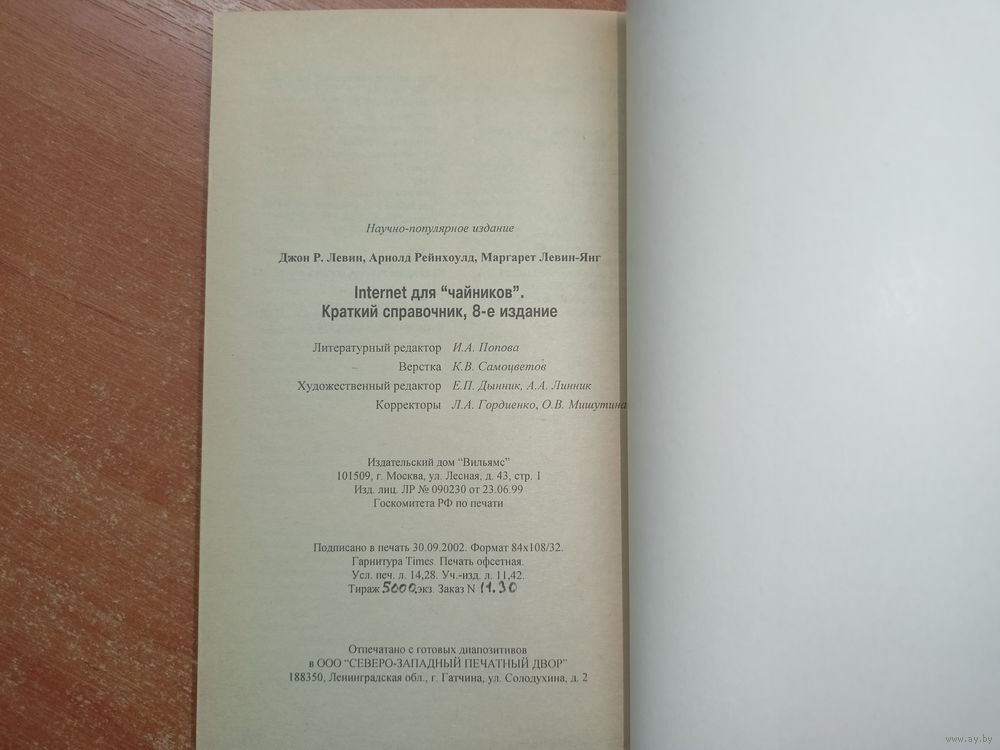 Научно-популярное издание
Джон Р. Левин, Арнолд Рейнхоулд, Маргарет Левин-Янг
Internet для “чайников”.
Краткий справочник, 8-е издание
Литературный редактор И.А. Попова
Верстка К.В. Самоцветов
Художественный редактор Е.П. Дынник, А.А. Линник
Корректоры Л.А. Гордиенко, О.В. Мишутина
Издательский дом “Вильямс”
101509, г. Москва, ул. Лесная, д. 43, стр. 1
Изд. лиц. ЛР № 090230 от 23.06.99
Госкомитета РФ по печати
Подписано в печать 30.09.2002. Формат 84x108/32.
Гарнитура Times. Печать офсетная.
Усл. печ. л. 14,28. Уч.-изд. л. 11,42.
Тираж 5000 экз. Заказ N 11.30
Отпечатано с готовых диапозитивов
в ООО “СЕВЕРО-ЗАПАДНЫЙ ПЕЧАТНЫЙ ДВОР”
188350, Ленинградская обл., г. Гатчина, ул. Солодухина, д. 2
www.ay.by